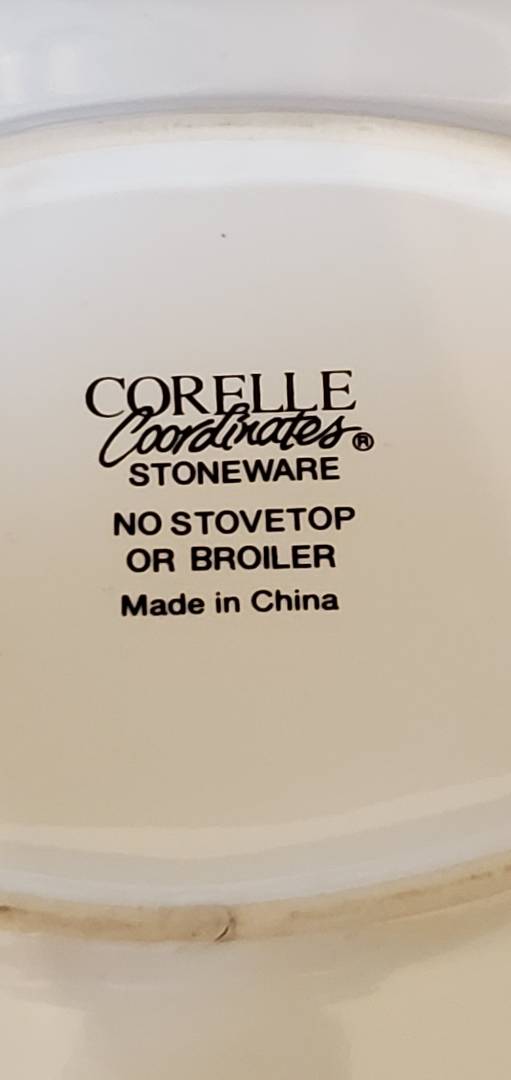 CORELLE
Coordinates®
STONEWARE
NO STOVETOP
OR BROILER
Made in China